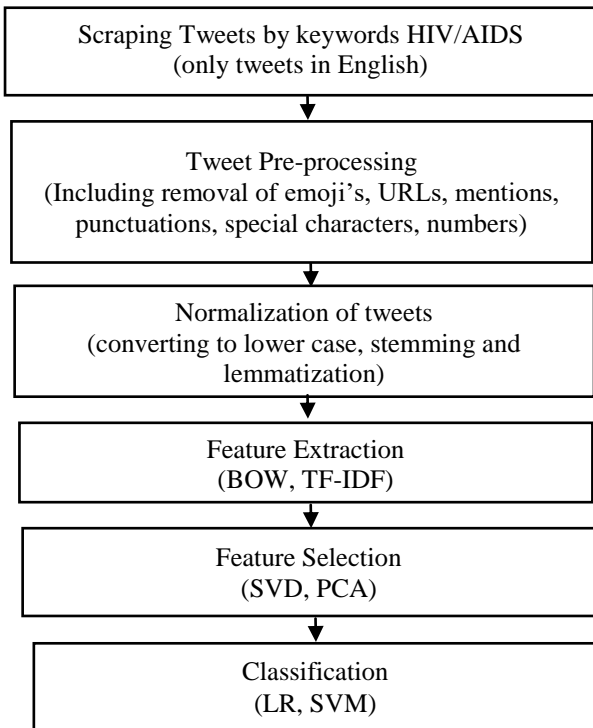 Scraping Tweets by keywords HIV/AIDS
(only tweets in English)
Tweet Pre-processing
(Including removal of emoji's, URLs, mentions,
punctuations, special characters, numbers)
Normalization of tweets
(converting to lower case, stemming and
lemmatization)
Feature Extraction
(BOW, TF-IDF)
Feature Selection
(SVD, PCA)
Classification
(LR, SVM)